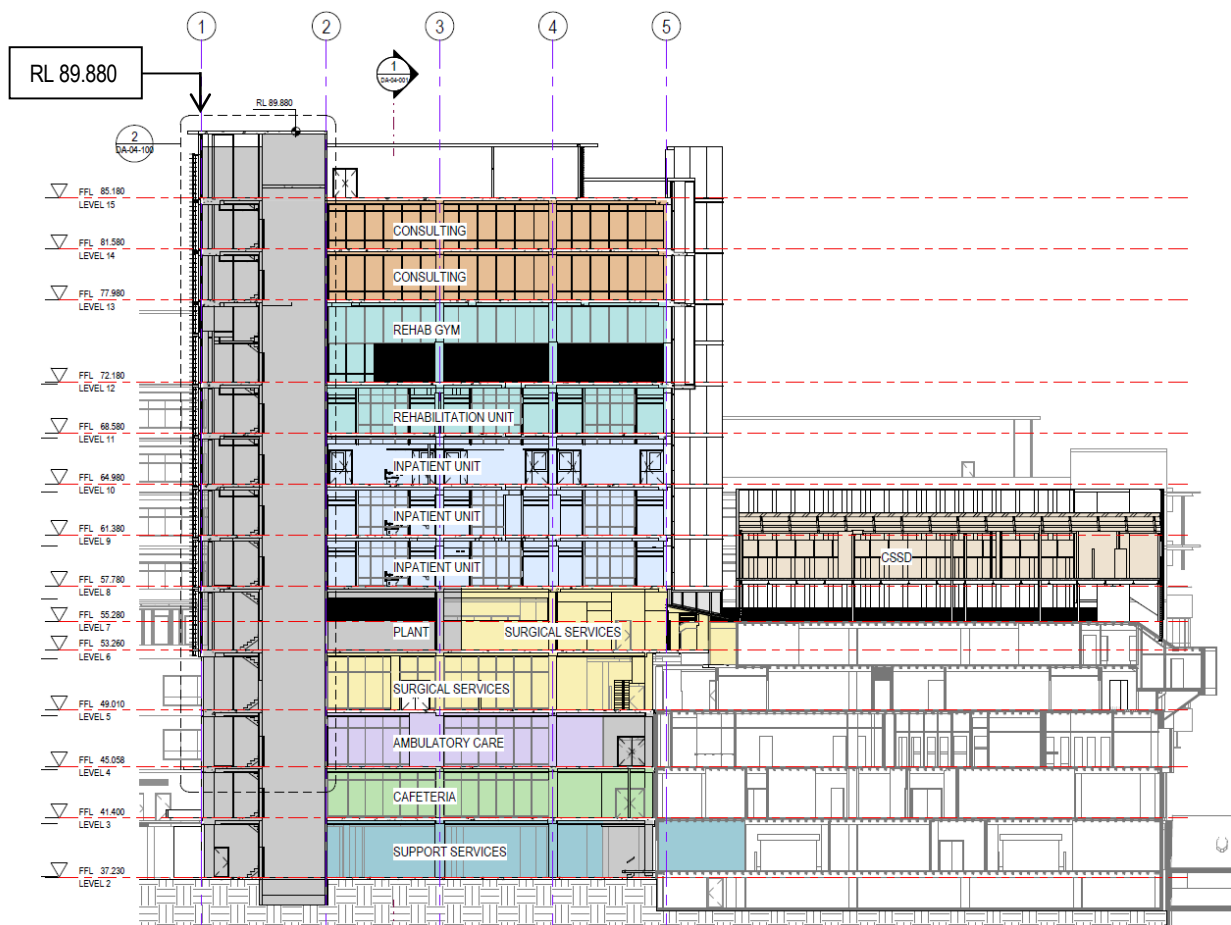 1
2
3
4
5
RL 89.880
1
DA-04-001
RL 89.880
2
DA-04-100
FFL 85.180
LEVEL 15
CONSULTING
FFL 81.580
LEVEL 14
CONSULTING
FFL 77.980
LEVEL 13
REHAB GYM
FFL 72.180
LEVEL 12
REHABILITATION UNIT
FFL 68.580
LEVEL 11
INPATIENT UNIT
FFL 64.980
LEVEL 10
INPATIENT UNIT
FFL 61.380
LEVEL 9
CSSD
INPATIENT UNIT
FFL 57.780
LEVEL 8
FFL 55.280
LEVEL 7
PLANT
SURGICAL SERVICES
FFL 53.260
LEVEL 6
SURGICAL SERVICES
FFL 49.010
LEVEL 5
AMBULATORY CARE
FFL 45.058
LEVEL 4
CAFETERIA
FFL 41.400
LEVEL 3
SUPPORT SERVICES
FFL 37.230
LEVEL 2